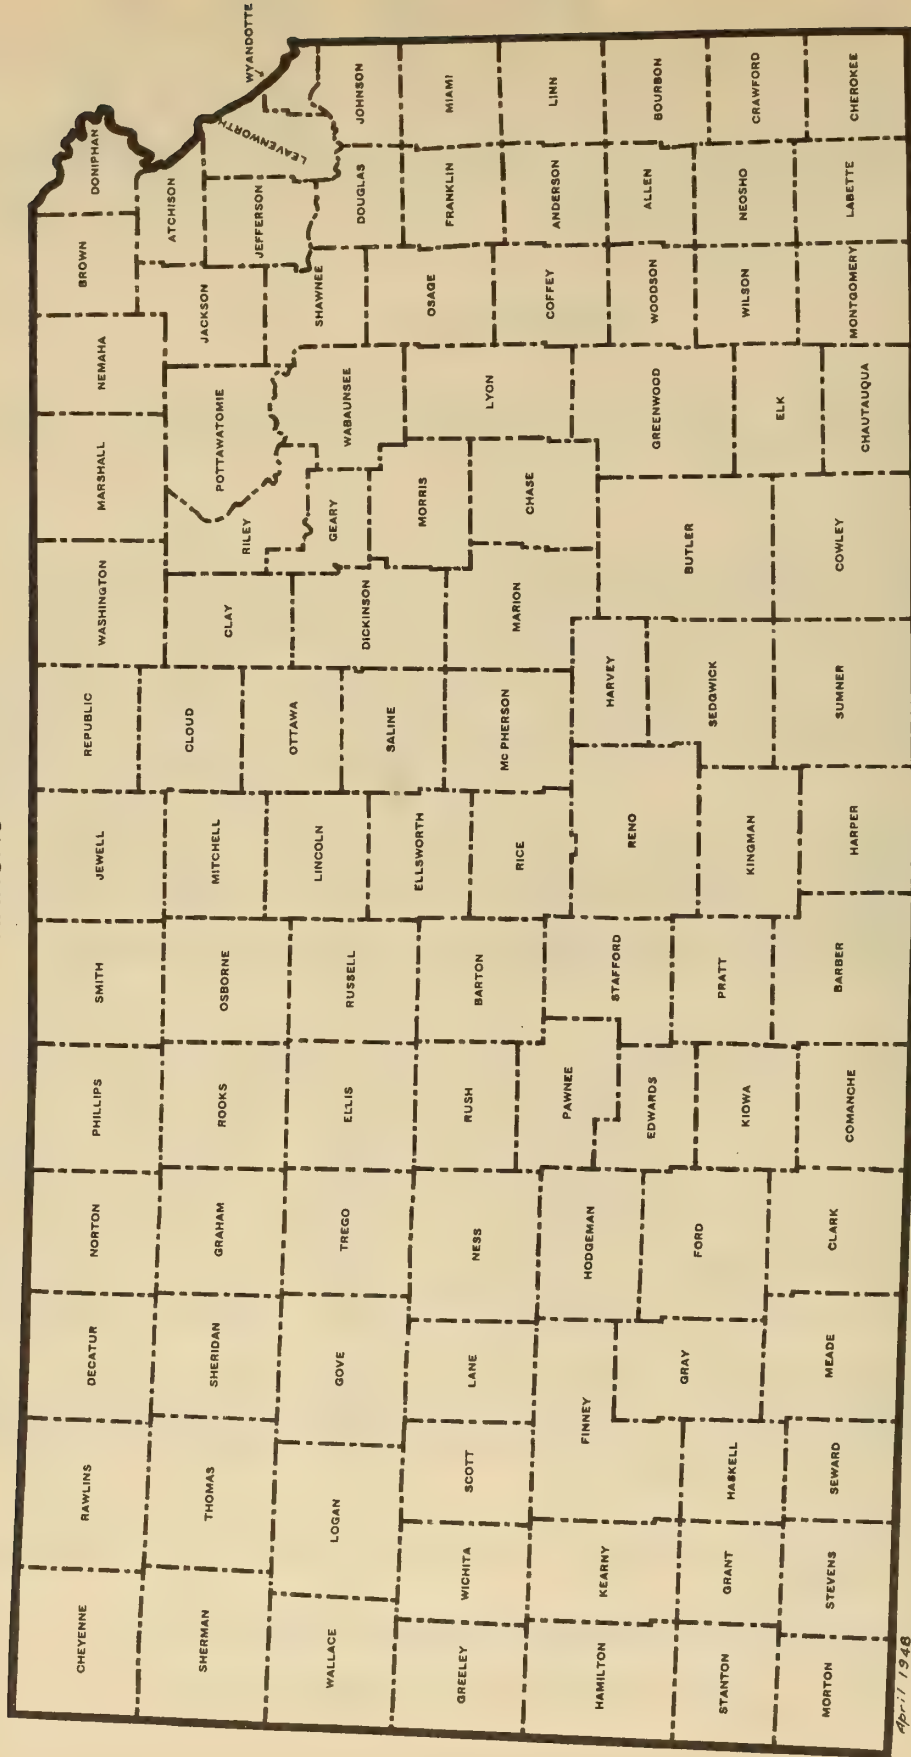 CHEYENNE
RAWLINS
DECATUR
NORTON
PHILLIPS
SMITH
JEWELL
REPUBLIC
WASHINGTON
MARSHALL
NEMAHA
BROWN
DONIPHAN
SHERMAN
THOMAS
SHERIDAN
GRAHAM
ROOKS
OSBORNE
MITCHELL
CLOUD
CLAY
RILEY
POTTAWATOMIE
JACKSON
ATCHISON
JEFFERSON
LEAVENWORTH
WYANDOTTE
WALLACE
LOGAN
GOVE
TREGO
ELLIS
RUSSELL
LINCOLN
OTTAWA
DICKINSON
GEARY
WABAUNSEE
SHAWNEE
DOUGLAS
JOHNSON
GREELEY
WICHITA
SCOTT
LANE
NESS
RUSH
BARTON
ELLSWORTH
SALINE
MORRIS
LYON
OSAGE
FRANKLIN
MIAMI
HAMILTON
KEARNY
FINNEY
HODGEMAN
PAWNEE
STAFFORD
RICE
Mc PHERSON
MARION
CHASE
COFFEY
ANDERSON
LINN
STANTON
GRANT
HASKELL
GRAY
FORD
EDWARDS
KIOWA
PRATT
RENO
HARVEY
SEDGWICK
KINGMAN
BUTLER
GREENWOOD
WOODSON
ALLEN
BOURBON
ELK
WILSON
NEOSHO
CRAWFORD
MORTON
STEVENS
SEWARD
MEADE
CLARK
COMANCHE
BARBER
HARPER
SUMNER
COWLEY
CHAUTAUQUA
MONTGOMERY
LABETTE
CHEROKEE
April 1948